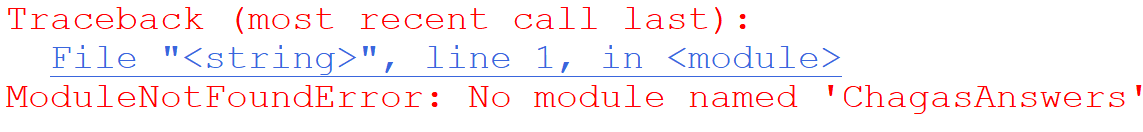 Traceback (most recent call last):
File "<string>", line 1, in <module>
ModuleNotFoundError: No module named 'ChagasAnswers'